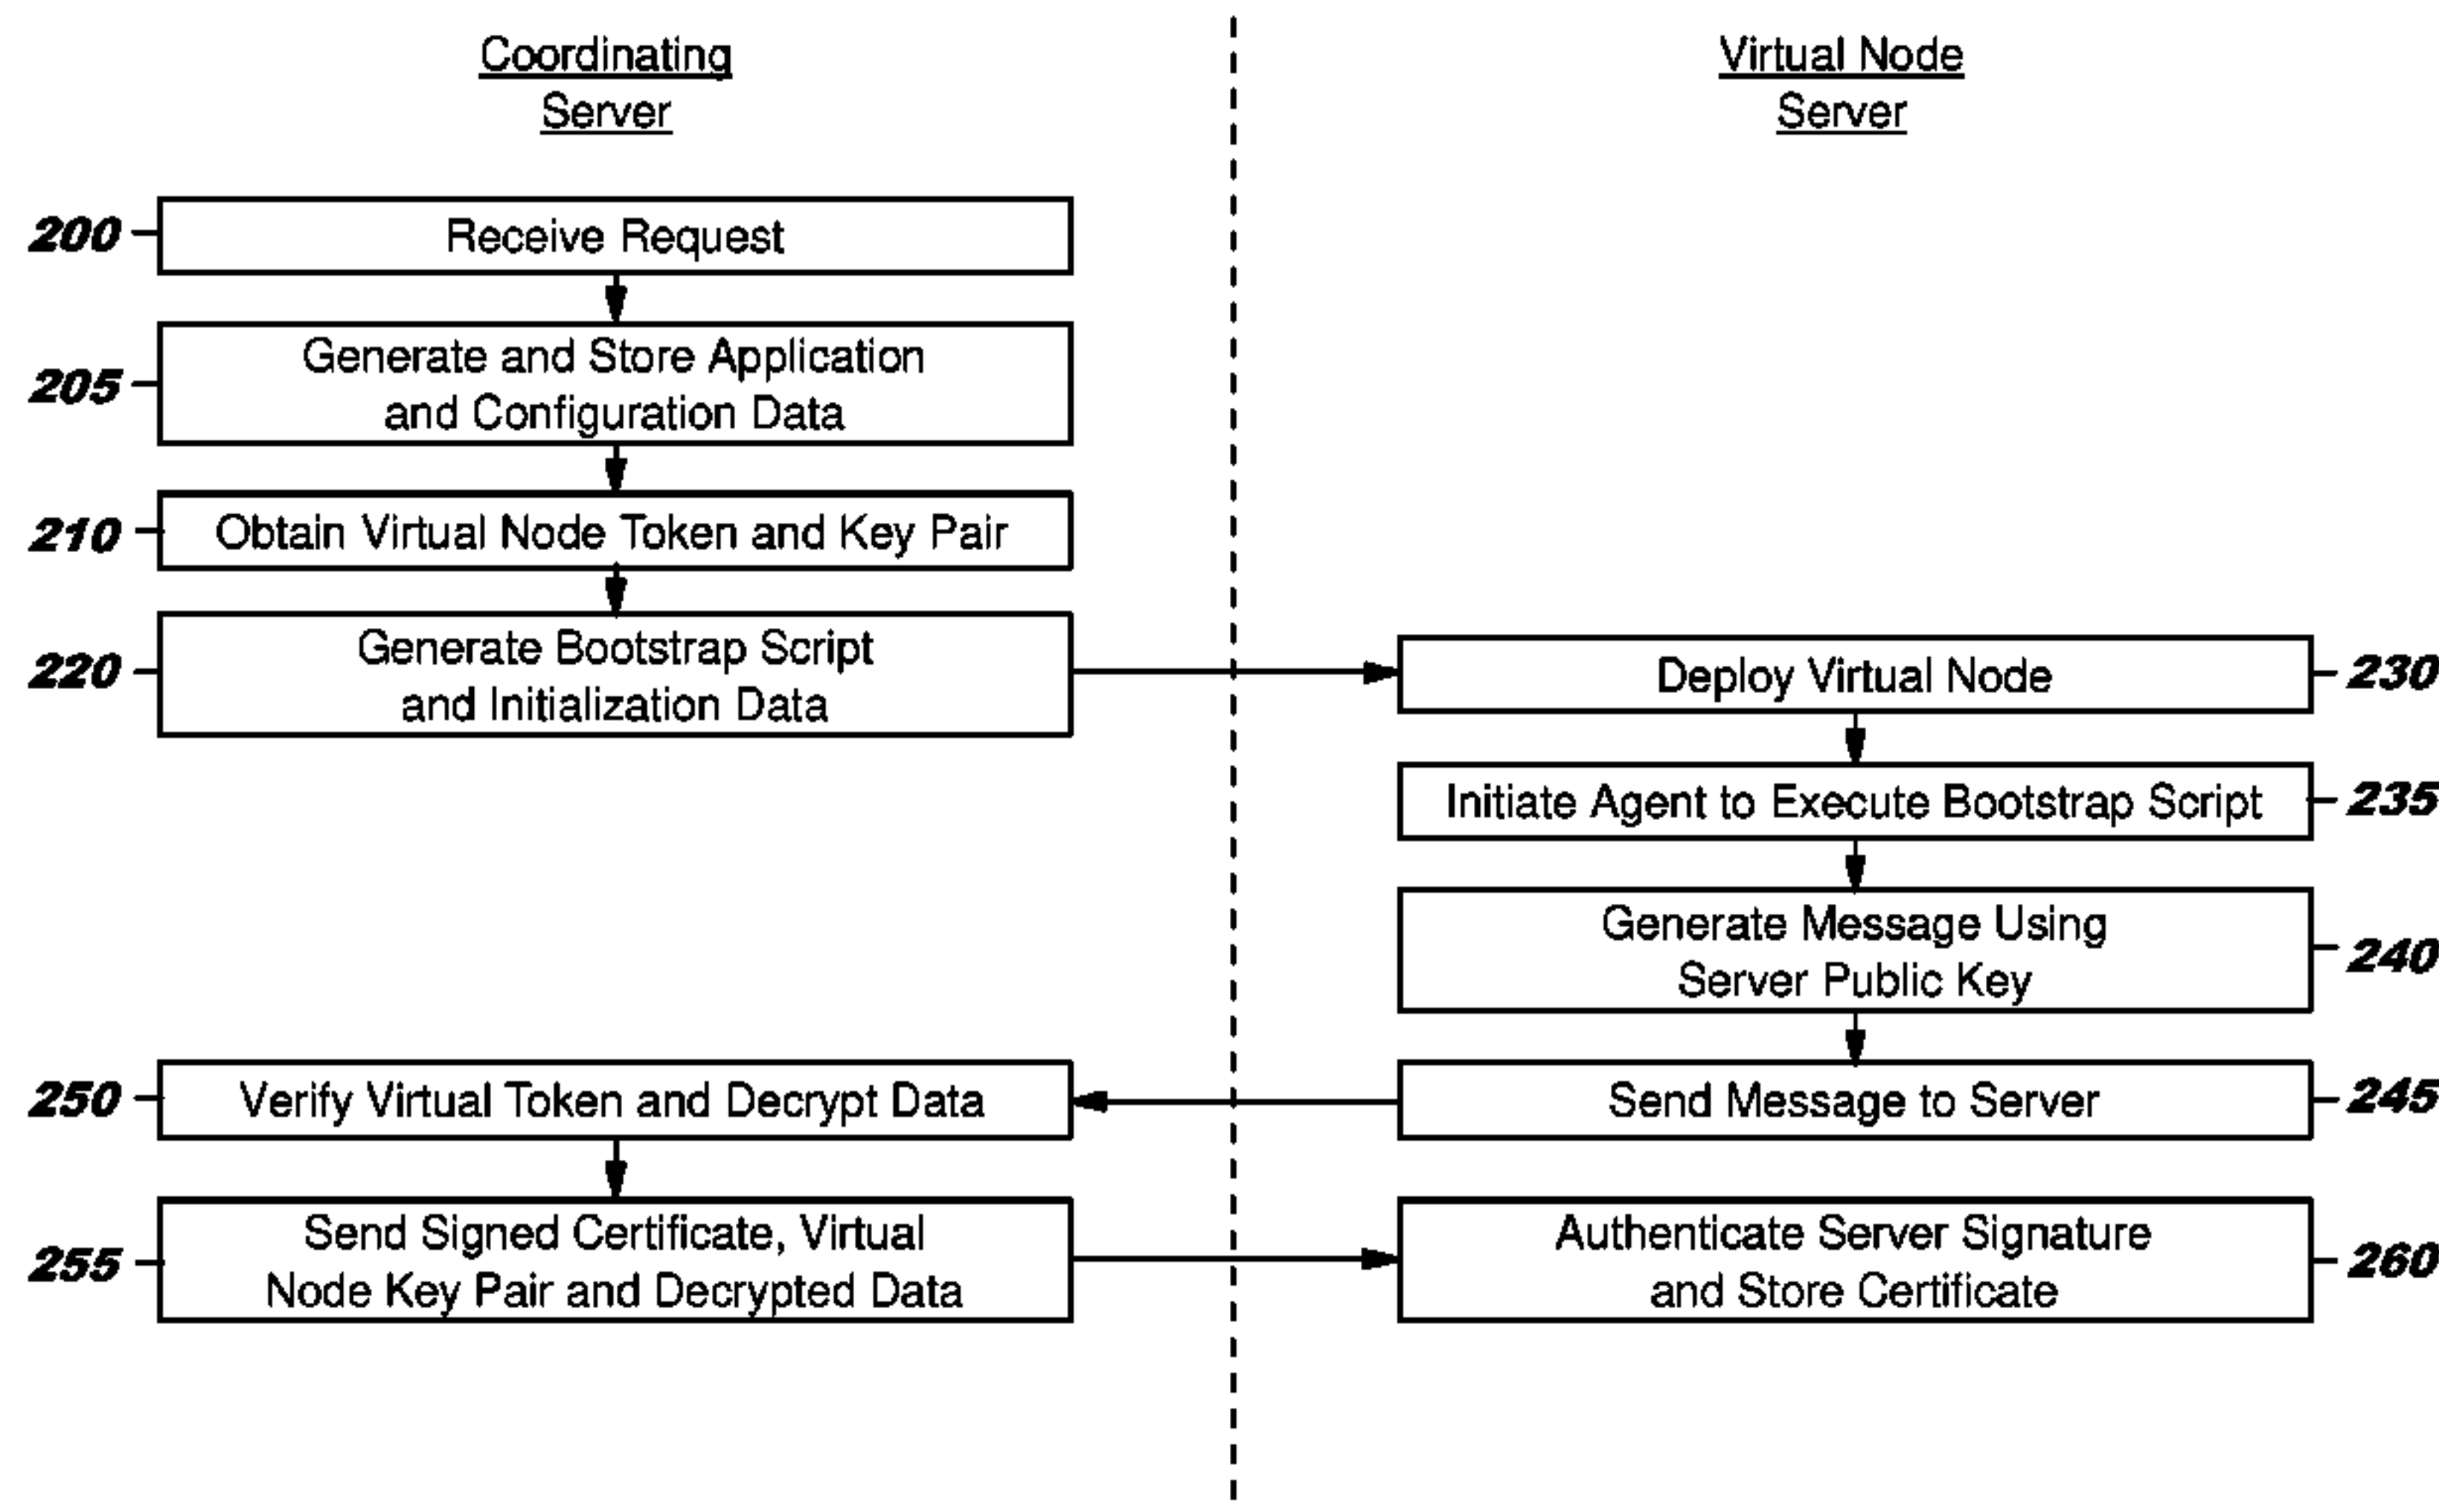 Coordinating
Server
Virtual Node
Server
200
Receive Request
205
Generate and Store Application
and Configuration Data
210
Obtain Virtual Node Token and Key Pair
220
Generate Bootstrap Script
and Initialization Data
Deploy Virtual Node
230
Initiate Agent to Execute Bootstrap Script
235
Generate Message Using
Server Public Key
240
250
Verify Virtual Token and Decrypt Data
Send Message to Server
245
255
Send Signed Certificate, Virtual
Node Key Pair and Decrypted Data
Authenticate Server Signature
and Store Certificate
260